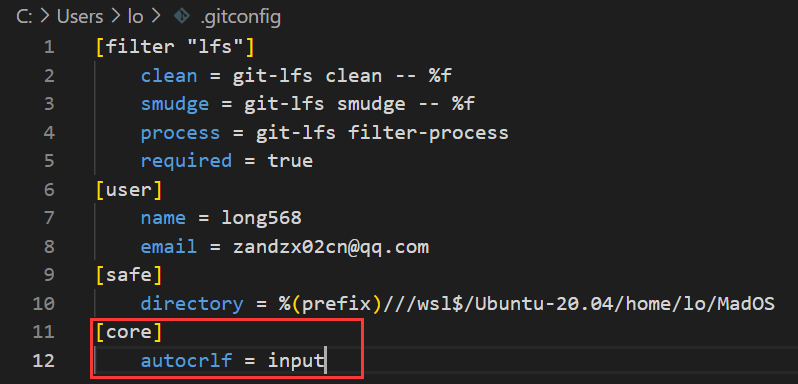 C: > Users > lo > .gitconfig
1 [filter "lfs"]
2 clean = git-lfs clean -- %f
3 smudge = git-lfs smudge -- %f
4 process = git-lfs filter-process
5 required = true
6 [user]
7 name = long568
8 email = zandzx02cn@qq.com
9 [safe]
10 directory = %(prefix)///wsl$/Ubuntu-20.04/home/lo/MadOS
11 [core]
12 autocrlf = input